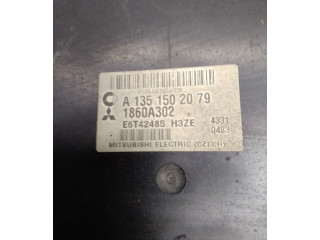 A 135 150 20 79
1860A302
E6T42485 H3ZE 4331
0483
MITSUBISHI ELECTRIC (CZECH)